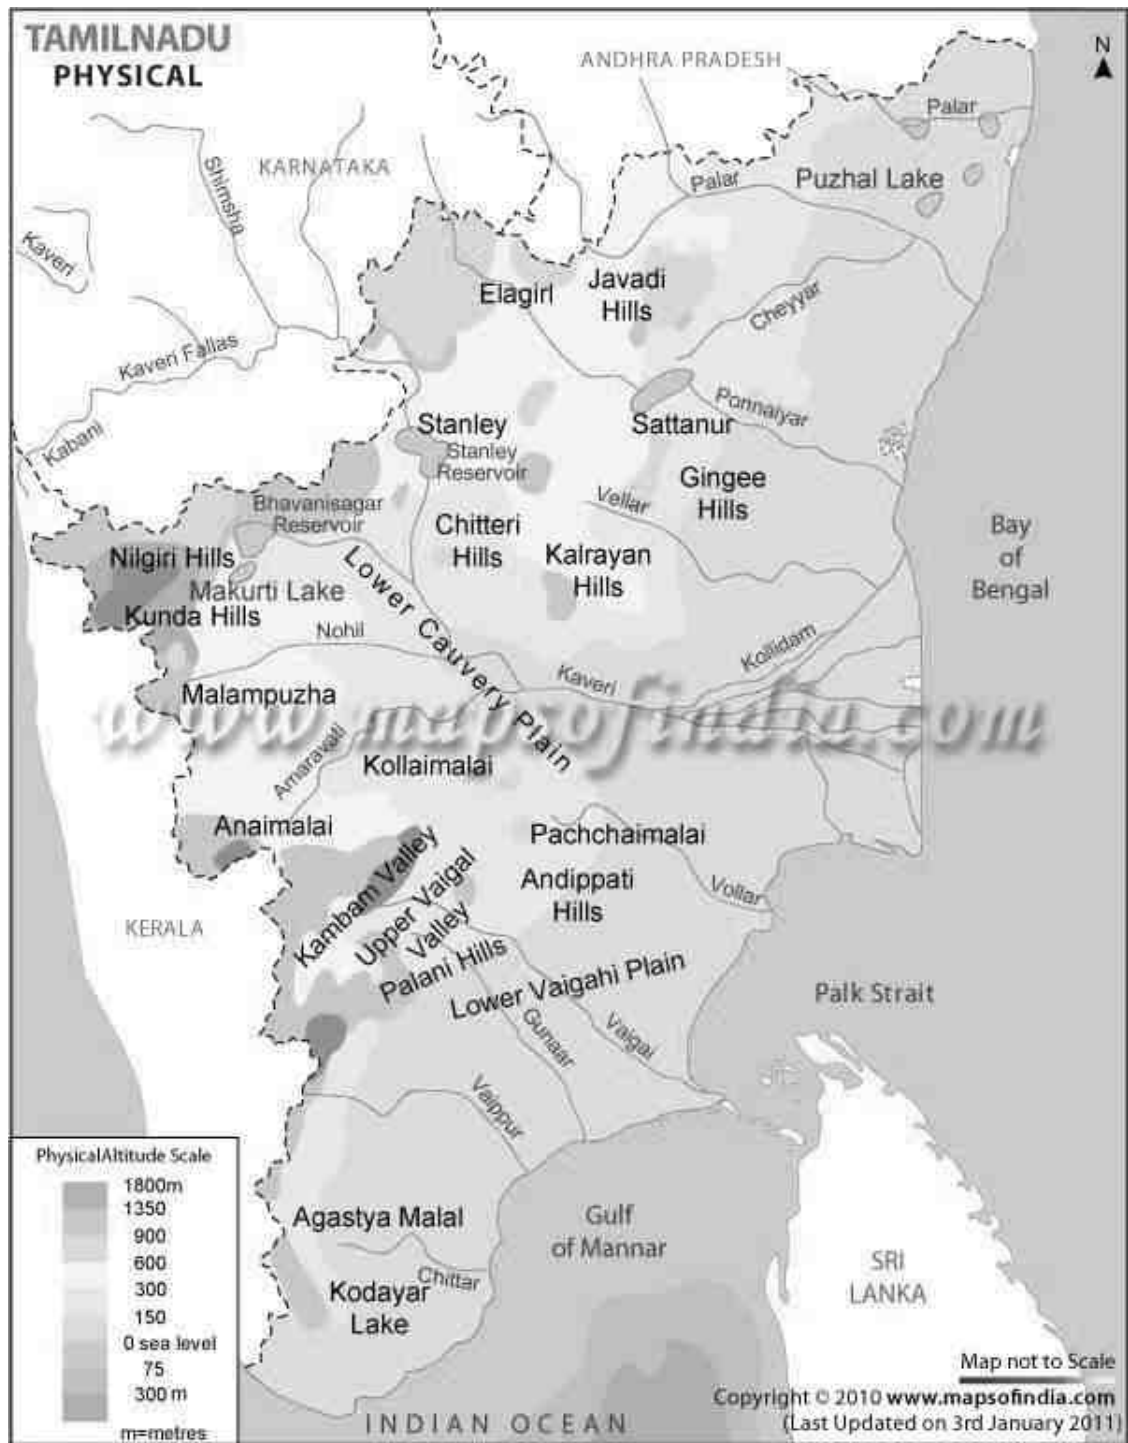 TAMILNADU
PHYSICAL
ANDHRA PRADESH
N
Palar
KARNATAKA
Shimsha
Palar
Puzhal Lake
Kaveri
Elagirl
Javadi
Hills
Cheyyar
Kaveri Fallas
Ponnaiyar
Stanley
Sattanur
Kabani
Stanley
Reservoir
Gingee
Hills
Bhavanisagar
Reservoir
Vellar
Chitteri
Hills
Bay
of
Bengal
Nilgiri Hills
Kalrayan
Hills
Makurti Lake
Kunda Hills
Lower Cauvery Plain
Nohil
Kollidam
Kaveri
Malampuzha
www.mapsofindia.com
Amaravati
Kollaimalai
Anaimalai
Pachchaimalai
Kambam Valley
Upper Vaigal
Valley
Andippati
Hills
Vollar
KERALA
Palani Hills
Lower Vaigahi Plain
Palk Strait
Gunaar
Vaigai
Vaippur
PhysicalAltitude Scale
1800m
1350
900
600
300
150
0 sea level
75
300 m
m=metres
Agastya Malal
Gulf
of Mannar
Chittar
SRI
LANKA
Kodayar
Lake
Map not to Scale
Copyright © 2010 www.mapsofindia.com
(Last Updated on 3rd January 2011)
INDIAN OCEAN